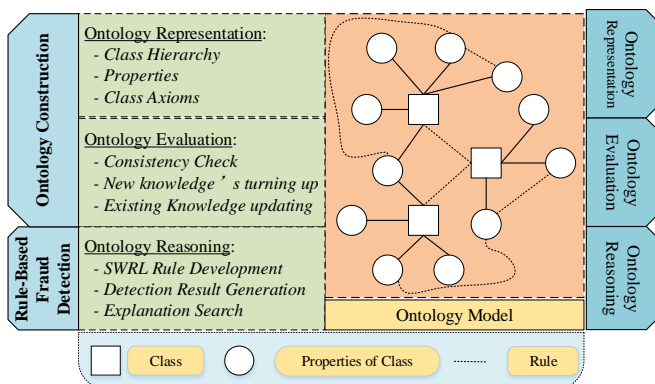 Ontology Construction
Rule-Based
Fraud
Detection
Ontology Representation:
- Class Hierarchy
- Properties
- Class Axioms
Ontology Evaluation:
- Consistency Check
- New knowledge’s turning up
- Existing Knowledge updating
Ontology Reasoning:
- SWRL Rule Development
- Detection Result Generation
- Explanation Search
Ontology Model
Ontology
Representation
Ontology
Evaluation
Ontology
Reasoning
Class
Properties of Class
Rule